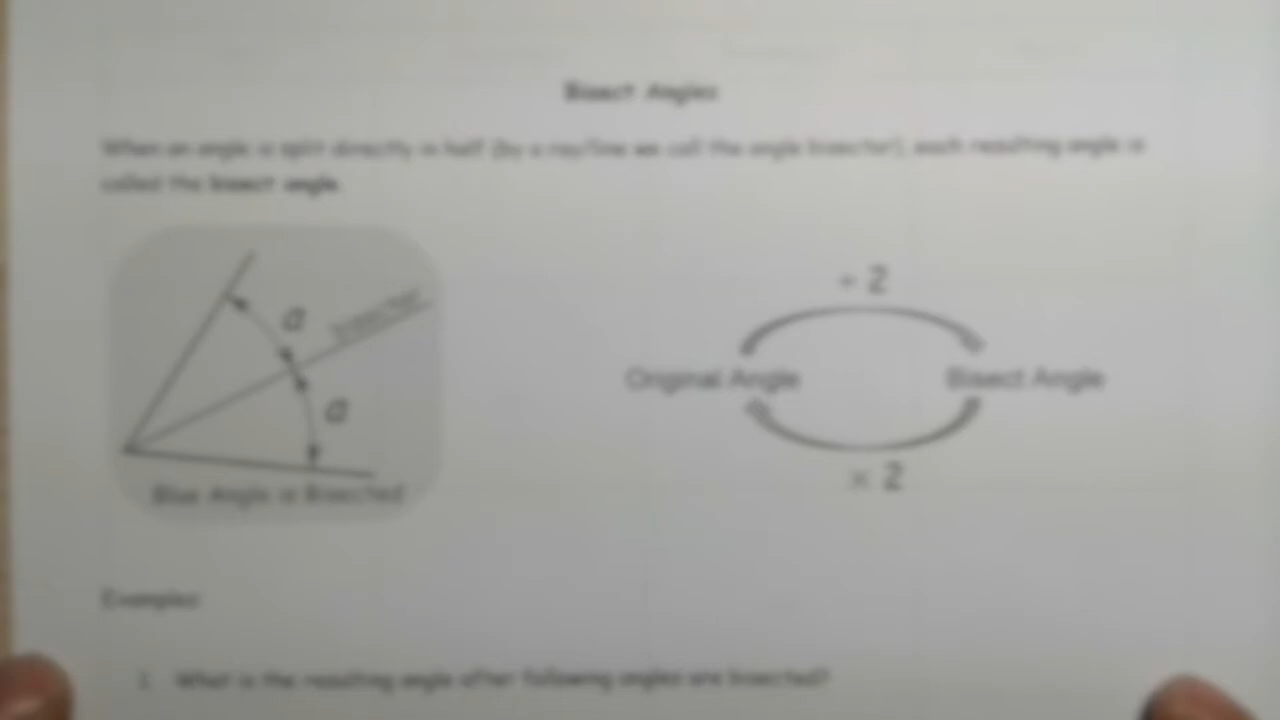 Bisect Angles
When an angle is split directly in half (by a ray/line we call the angle bisector), each resulting angle is
called the bisect angle.
a
bisector
a
Blue Angle is Bisected
÷ 2
Original Angle
Bisect Angle
× 2
Examples:
1. What is the resulting angle after following angles are bisected?